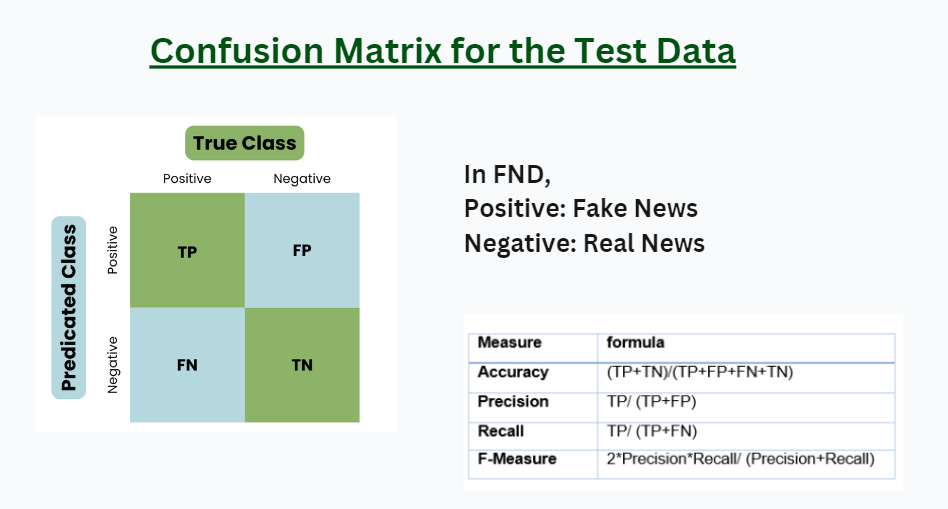 Confusion Matrix for the Test Data
True Class
Positive Negative
Predicated Class
Positive
TP FP
Negative
FN TN
In FND,
Positive: Fake News
Negative: Real News
Measure formula
Accuracy (TP+TN)/(TP+FP+FN+TN)
Precision TP/ (TP+FP)
Recall TP/ (TP+FN)
F-Measure 2*Precision*Recall/ (Precision+Recall)